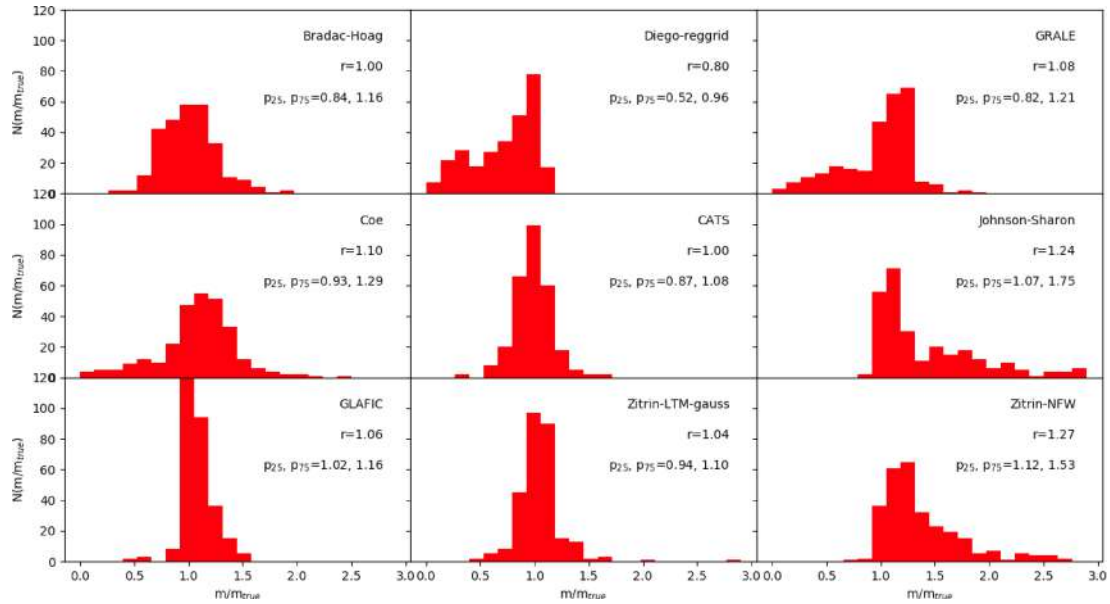 120
100
80
60
40
20
N(m/m_true)
Bradac-Hoag
r=1.00
p25, p75=0.84, 1.16
Diego-reggrid
r=0.80
p25, p75=0.52, 0.96
GRALE
r=1.08
p25, p75=0.82, 1.21
120
0
100
80
60
40
20
N(m/m_true)
Coe
r=1.10
p25, p75=0.93, 1.29
CATS
r=1.00
p25, p75=0.87, 1.08
Johnson-Sharon
r=1.24
p25, p75=1.07, 1.75
120
0
100
80
60
40
20
0
N(m/m_true)
GLAFIC
r=1.06
p25, p75=1.02, 1.16
Zitrin-LTM-gauss
r=1.04
p25, p75=0.94, 1.10
Zitrin-NFW
r=1.27
p25, p75=1.12, 1.53
0.0 0.5 1.0 1.5 2.0 2.5 3.0
0.0 0.5 1.0 1.5 2.0 2.5 3.0
0.0 0.5 1.0 1.5 2.0 2.5 3.0
m/m_true
m/m_true
m/m_true